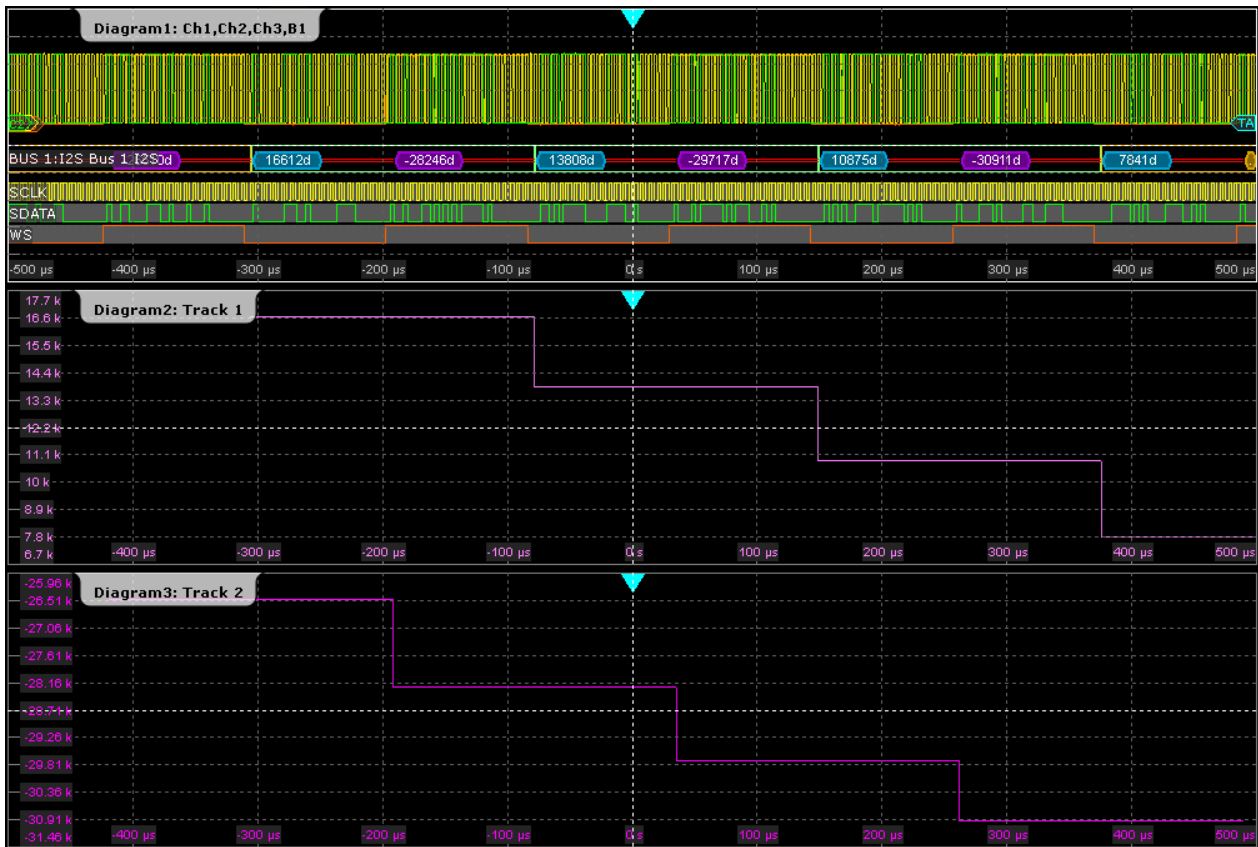 Diagram1: Ch1,Ch2,Ch3,B1
TA
BUS 1:I2S Bus 1:I2S
16612d -28246d 13808d -29717d 10875d -30911d 7841d
SCLK
SDATA
WS
-500 µs -400 µs -300 µs -200 µs -100 µs 0 s 100 µs 200 µs 300 µs 400 µs 500 µs
17.7 k
Diagram2: Track 1
16.6 k
15.5 k
14.4 k
13.3 k
12.2 k
11.1 k
10 k
8.9 k
7.8 k
6.7 k -400 µs -300 µs -200 µs -100 µs 0 s 100 µs 200 µs 300 µs 400 µs 500 µs
-25.96 k
Diagram3: Track 2
-26.51 k
-27.06 k
-27.61 k
-28.16 k
-28.71 k
-29.26 k
-29.81 k
-30.36 k
-30.91 k
-31.46 k -400 µs -300 µs -200 µs -100 µs 0 s 100 µs 200 µs 300 µs 400 µs 500 µs